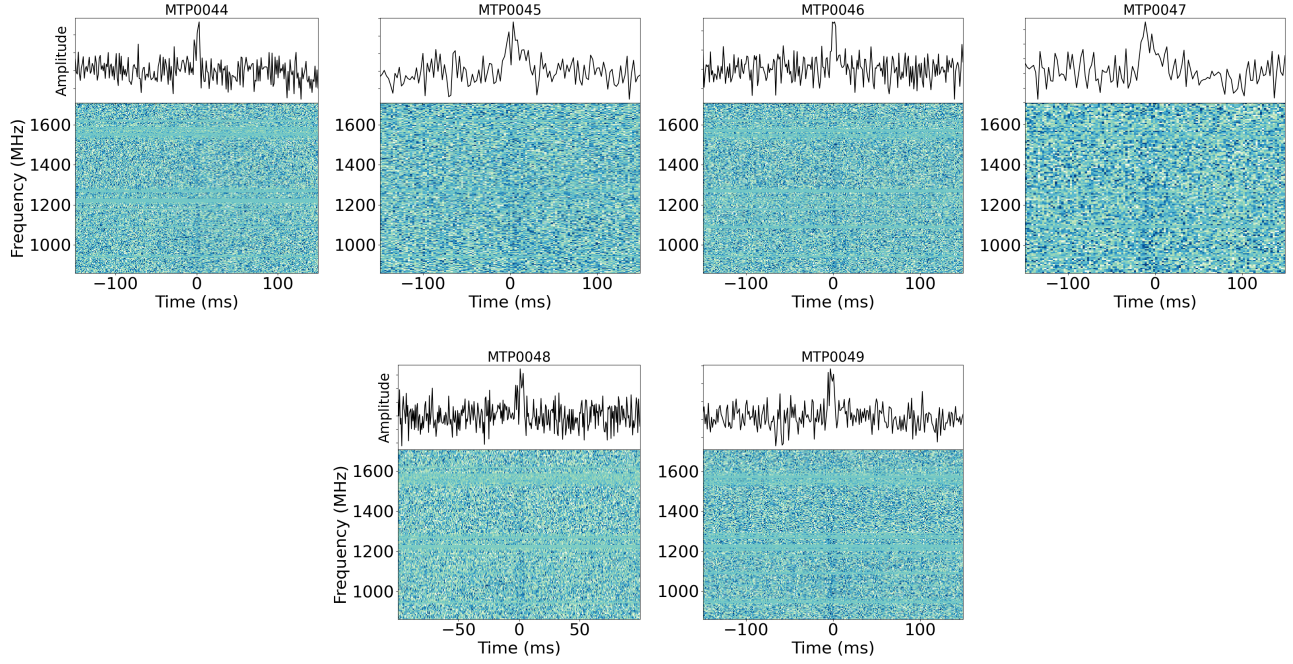 MTP0044 MTP0045 MTP0046 MTP0047
Amplitude
Frequency (MHz)
1600 1600 1600 1600
1400 1400 1400 1400
1200 1200 1200 1200
1000 1000 1000 1000
−100 0 100 −100 0 100 −100 0 100 −100 0 100
Time (ms) Time (ms) Time (ms) Time (ms)
MTP0048 MTP0049
Amplitude
Frequency (MHz)
1600 1600
1400 1400
1200 1200
1000 1000
−50 0 50 −100 0 100
Time (ms) Time (ms)